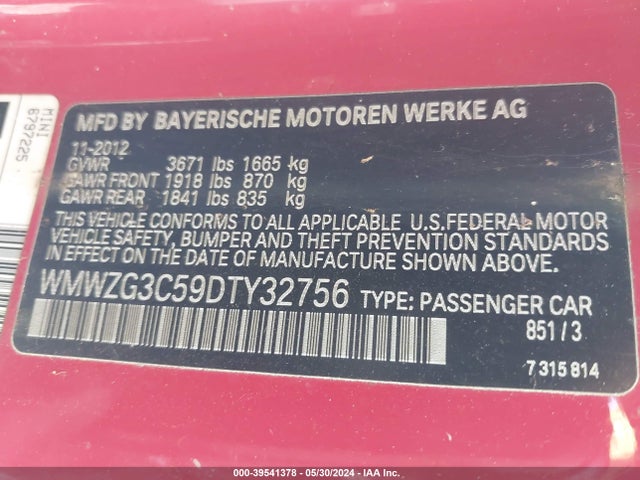 MINI
6797225
MFD BY BAYERISCHE MOTOREN WERKE AG
11-2012
GVWR 3671 lbs 1665 kg
GAWR FRONT 1918 lbs 870 kg
GAWR REAR 1841 lbs 835 kg
THIS VEHICLE CONFORMS TO ALL APPLICABLE U.S.FEDERAL MOTOR
VEHICLE SAFETY, BUMPER AND THEFT PREVENTION STANDARDS
IN EFFECT ON THE DATE OF MANUFACTURE SHOWN ABOVE.
WMWZG3C59DTY32756 TYPE: PASSENGER CAR
851/3
7 315 814
000-39541378 - 05/30/2024 - IAA Inc.